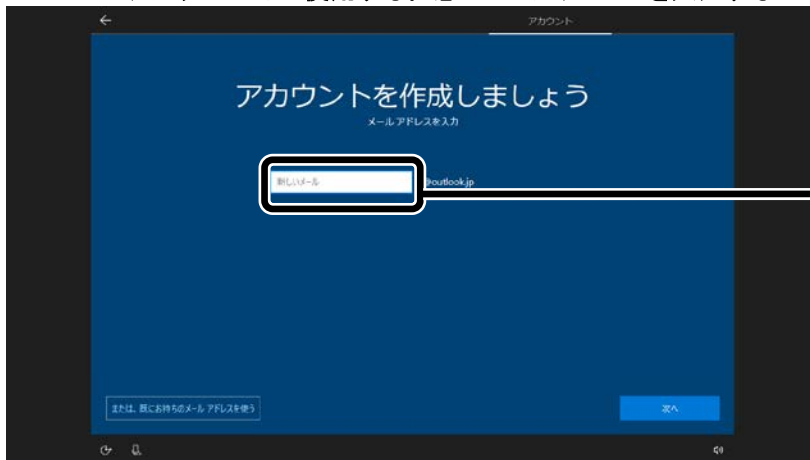 アカウント
アカウントを作成しましょう
メール アドレスを入力
新しいメール
@outlook.jp
または、既にお持ちのメール アドレスを使う
次へ